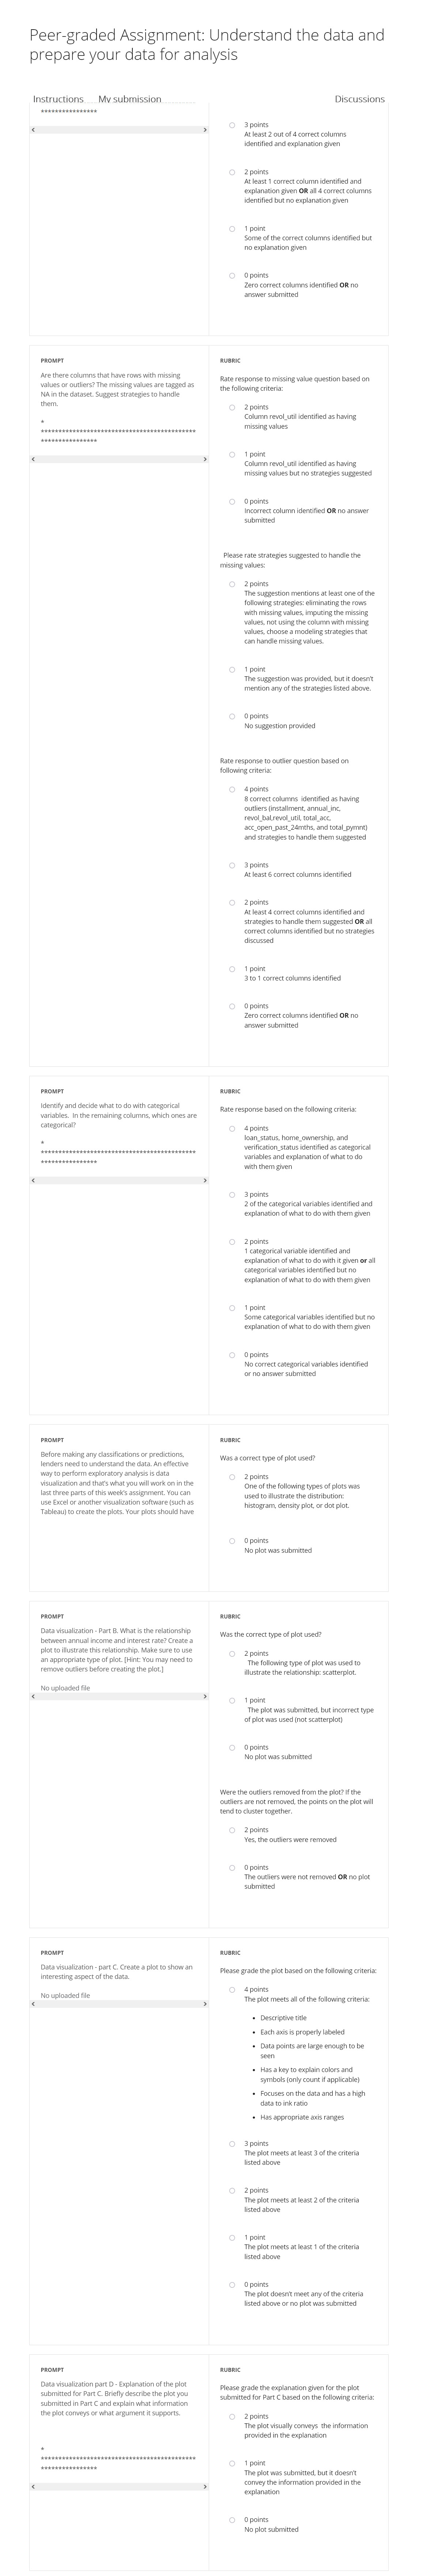 Peer-graded Assignment: Understand the data and
prepare your data for analysis
Instructions My submission Discussions
****************
3 points
At least 2 out of 4 correct columns
identified and explanation given
2 points
At least 1 correct column identified and
explanation given OR all 4 correct columns
identified but no explanation given
1 point
Some of the correct columns identified but
no explanation given
0 points
Zero correct columns identified OR no
answer submitted
PROMPT
Are there columns that have rows with missing
values or outliers? The missing values are tagged as
NA in the dataset. Suggest strategies to handle
them.
*
********************************************
****************
RUBRIC
Rate response to missing value question based on
the following criteria:
2 points
Column revol_util identified as having
missing values
1 point
Column revol_util identified as having
missing values but no strategies suggested
0 points
Incorrect column identified OR no answer
submitted
Please rate strategies suggested to handle the
missing values:
2 points
The suggestion mentions at least one of the
following strategies: eliminating the rows
with missing values, imputing the missing
values, not using the column with missing
values, choose a modeling strategies that
can handle missing values.
1 point
The suggestion was provided, but it doesn't
mention any of the strategies listed above.
0 points
No suggestion provided
Rate response to outlier question based on
following criteria:
4 points
8 correct columns identified as having
outliers (installment, annual_inc,
revol_bal,revol_util, total_acc,
acc_open_past_24mths, and total_pymnt)
and strategies to handle them suggested
3 points
At least 6 correct columns identified
2 points
At least 4 correct columns identified and
strategies to handle them suggested OR all
correct columns identified but no strategies
discussed
1 point
3 to 1 correct columns identified
0 points
Zero correct columns identified OR no
answer submitted
PROMPT
Identify and decide what to do with categorical
variables. In the remaining columns, which ones are
categorical?
*
********************************************
****************
RUBRIC
Rate response based on the following criteria:
4 points
loan_status, home_ownership, and
verification_status identified as categorical
variables and explanation of what to do
with them given
3 points
2 of the categorical variables identified and
explanation of what to do with them given
2 points
1 categorical variable identified and
explanation of what to do with it given or all
categorical variables identified but no
explanation of what to do with them given
1 point
Some categorical variables identified but no
explanation of what to do with them given
0 points
No correct categorical variables identified
or no answer submitted
PROMPT
Before making any classifications or predictions,
lenders need to understand the data. An effective
way to perform exploratory analysis is data
visualization and that's what you will work on in the
last three parts of this week's assignment. You can
use Excel or another visualization software (such as
Tableau) to create the plots. Your plots should have
RUBRIC
Was a correct type of plot used?
2 points
One of the following types of plots was
used to illustrate the distribution:
histogram, density plot, or dot plot.
0 points
No plot was submitted
PROMPT
Data visualization - Part B. What is the relationship
between annual income and interest rate? Create a
plot to illustrate this relationship. Make sure to use
an appropriate type of plot. [Hint: You may need to
remove outliers before creating the plot.]
No uploaded file
RUBRIC
Was the correct type of plot used?
2 points
The following type of plot was used to
illustrate the relationship: scatterplot.
1 point
The plot was submitted, but incorrect type
of plot was used (not scatterplot)
0 points
No plot was submitted
Were the outliers removed from the plot? If the
outliers are not removed, the points on the plot will
tend to cluster together.
2 points
Yes, the outliers were removed
0 points
The outliers were not removed OR no plot
submitted
PROMPT
Data visualization - part C. Create a plot to show an
interesting aspect of the data.
No uploaded file
RUBRIC
Please grade the plot based on the following criteria:
4 points
The plot meets all of the following criteria:
• Descriptive title
• Each axis is properly labeled
• Data points are large enough to be
seen
• Has a key to explain colors and
symbols (only count if applicable)
• Focuses on the data and has a high
data to ink ratio
• Has appropriate axis ranges
3 points
The plot meets at least 3 of the criteria
listed above
2 points
The plot meets at least 2 of the criteria
listed above
1 point
The plot meets at least 1 of the criteria
listed above
0 points
The plot doesn't meet any of the criteria
listed above or no plot was submitted
PROMPT
Data visualization part D - Explanation of the plot
submitted for Part C. Briefly describe the plot you
submitted in Part C and explain what information
the plot conveys or what argument it supports.
*
********************************************
****************
RUBRIC
Please grade the explanation given for the plot
submitted for Part C based on the following criteria:
2 points
The plot visually conveys the information
provided in the explanation
1 point
The plot was submitted, but it doesn't
convey the information provided in the
explanation
0 points
No plot submitted